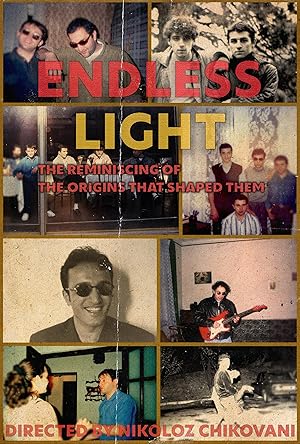 ENDLESS
LIGHT
THE REMINISCING OF
THE ORIGINS THAT SHAPED THEM
DIRECTED BY NIKOLOZ CHIKOVANI